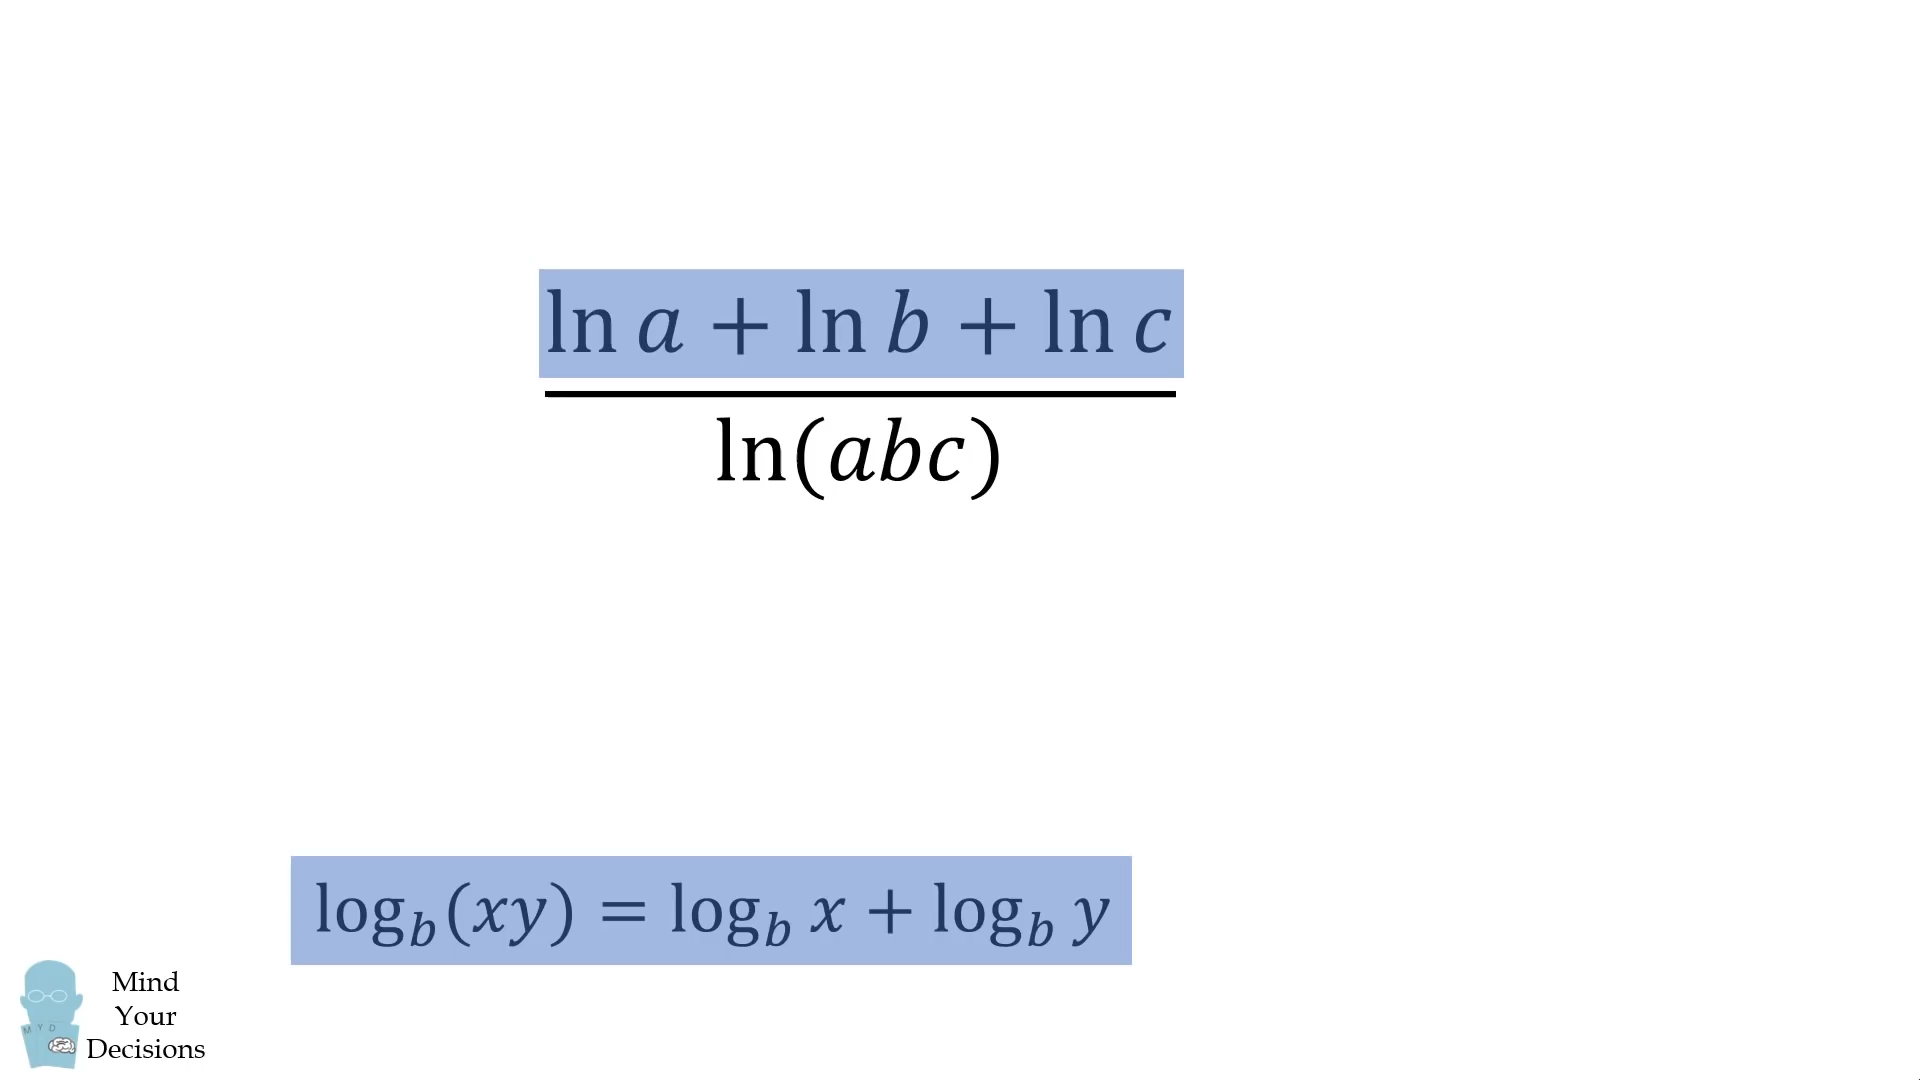 ln a + ln b + ln c
ln(abc)
log_b(xy) = log_b x + log_b y
Mind
Your
Decisions
M Y D